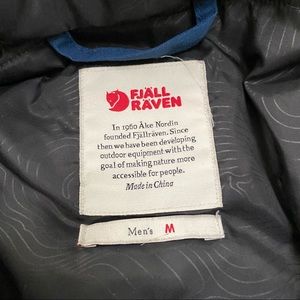 FJÄLL
RÄVEN
In 1960 Åke Nordin
founded Fjällräven. Since
then we have been developing
outdoor equipment with the
goal of making nature more
accessible for people.
Made in China
Men's M